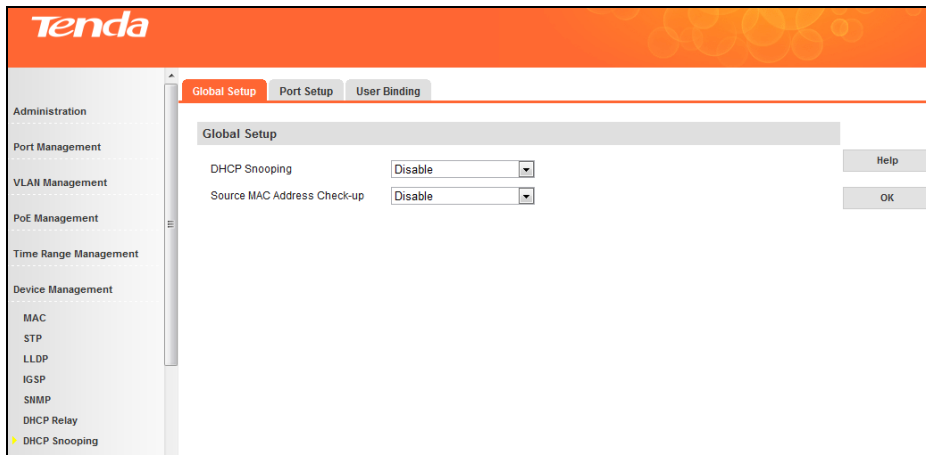 Tenda
Global Setup
Port Setup
User Binding
Administration
Port Management
VLAN Management
PoE Management
Time Range Management
Device Management
MAC
STP
LLDP
IGSP
SNMP
DHCP Relay
DHCP Snooping
Global Setup
DHCP Snooping Disable
Source MAC Address Check-up Disable
Help
OK